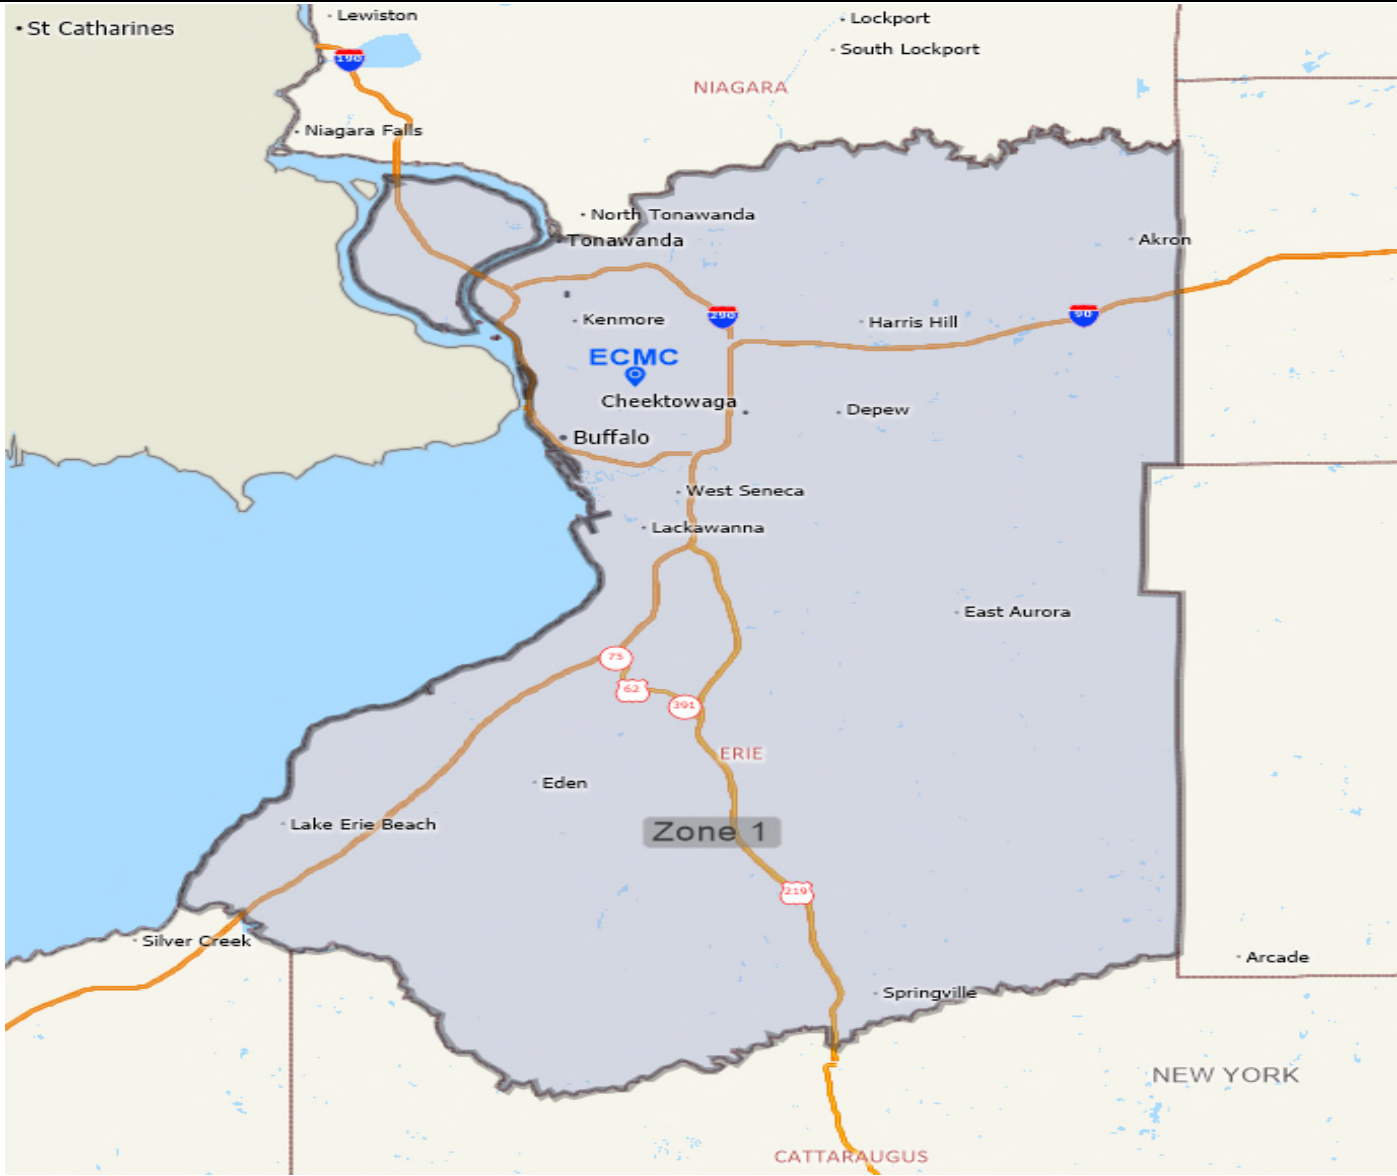 Lewiston
Lockport
St Catharines
South Lockport
190
NIAGARA
Niagara Falls
North Tonawanda
Tonawanda
Akron
290
90
Kenmore
Harris Hill
ECMC
Cheektowaga
Depew
Buffalo
West Seneca
Lackawanna
East Aurora
75
62
391
ERIE
Eden
Lake Erie Beach
Zone 1
219
Silver Creek
Arcade
Springville
NEW YORK
CATTARAUGUS